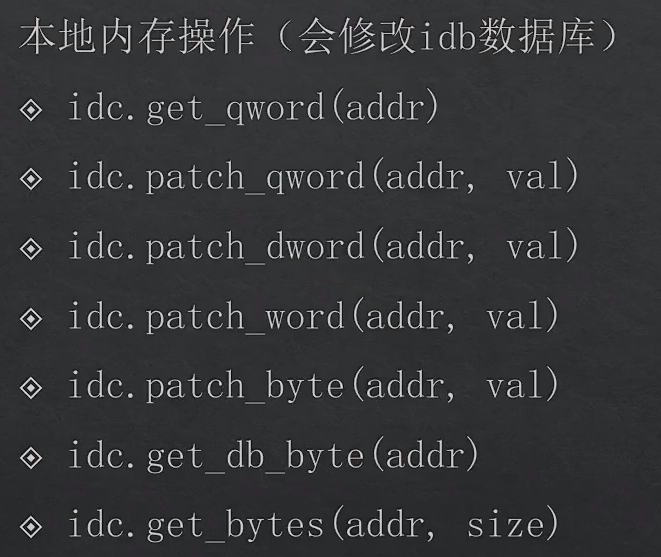 本地内存操作（会修改idb数据库）
idc.get_qword(addr)
idc.patch_qword(addr, val)
idc.patch_dword(addr, val)
idc.patch_word(addr, val)
idc.patch_byte(addr, val)
idc.get_db_byte(addr)
idc.get_bytes(addr, size)